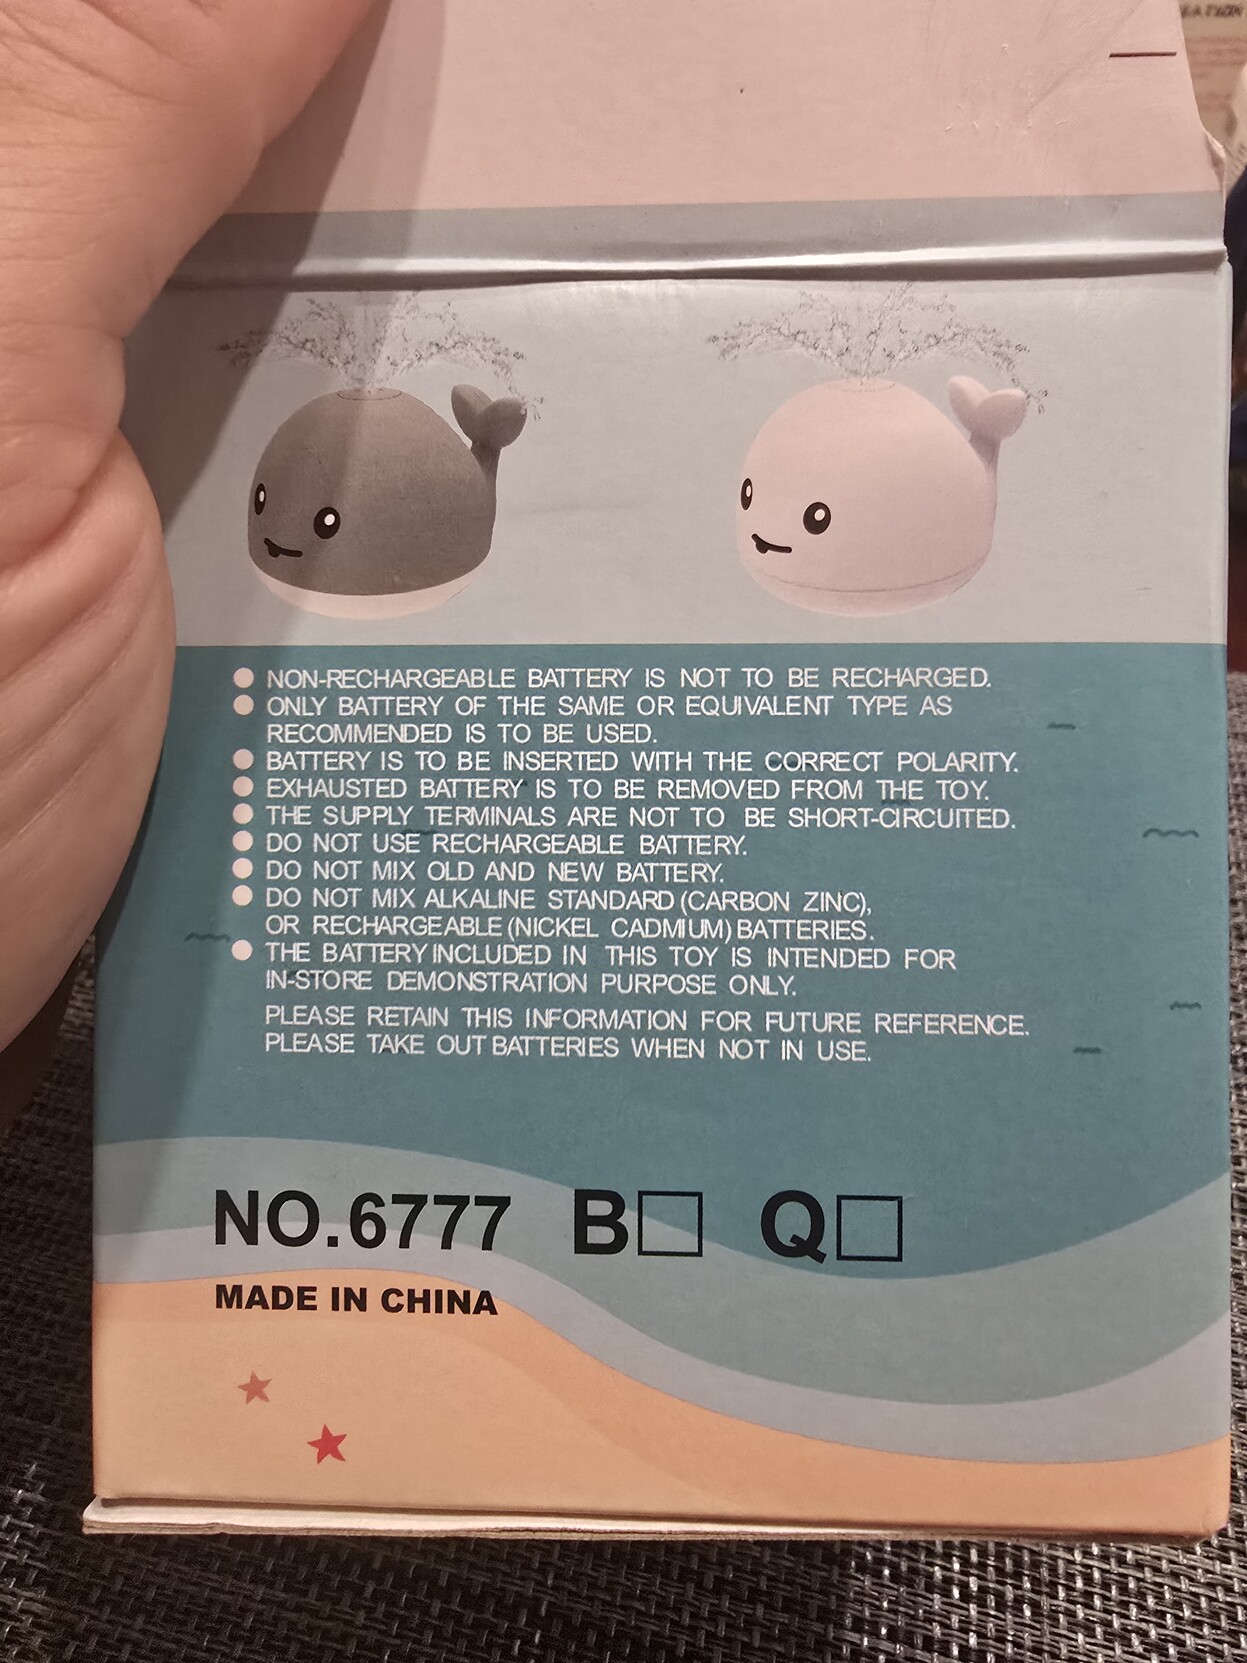 ● NON-RECHARGEABLE BATTERY IS NOT TO BE RECHARGED.
● ONLY BATTERY OF THE SAME OR EQUIVALENT TYPE AS
RECOMMENDED IS TO BE USED.
● BATTERY IS TO BE INSERTED WITH THE CORRECT POLARITY.
● EXHAUSTED BATTERY IS TO BE REMOVED FROM THE TOY.
● THE SUPPLY TERMINALS ARE NOT TO BE SHORT-CIRCUITED.
● DO NOT USE RECHARGEABLE BATTERY.
● DO NOT MIX OLD AND NEW BATTERY.
● DO NOT MIX ALKALINE STANDARD (CARBON ZINC),
OR RECHARGEABLE (NICKEL CADMIUM) BATTERIES.
● THE BATTERY INCLUDED IN THIS TOY IS INTENDED FOR
IN-STORE DEMONSTRATION PURPOSE ONLY.
PLEASE RETAIN THIS INFORMATION FOR FUTURE REFERENCE.
PLEASE TAKE OUT BATTERIES WHEN NOT IN USE.
NO.6777 B□ Q□
MADE IN CHINA